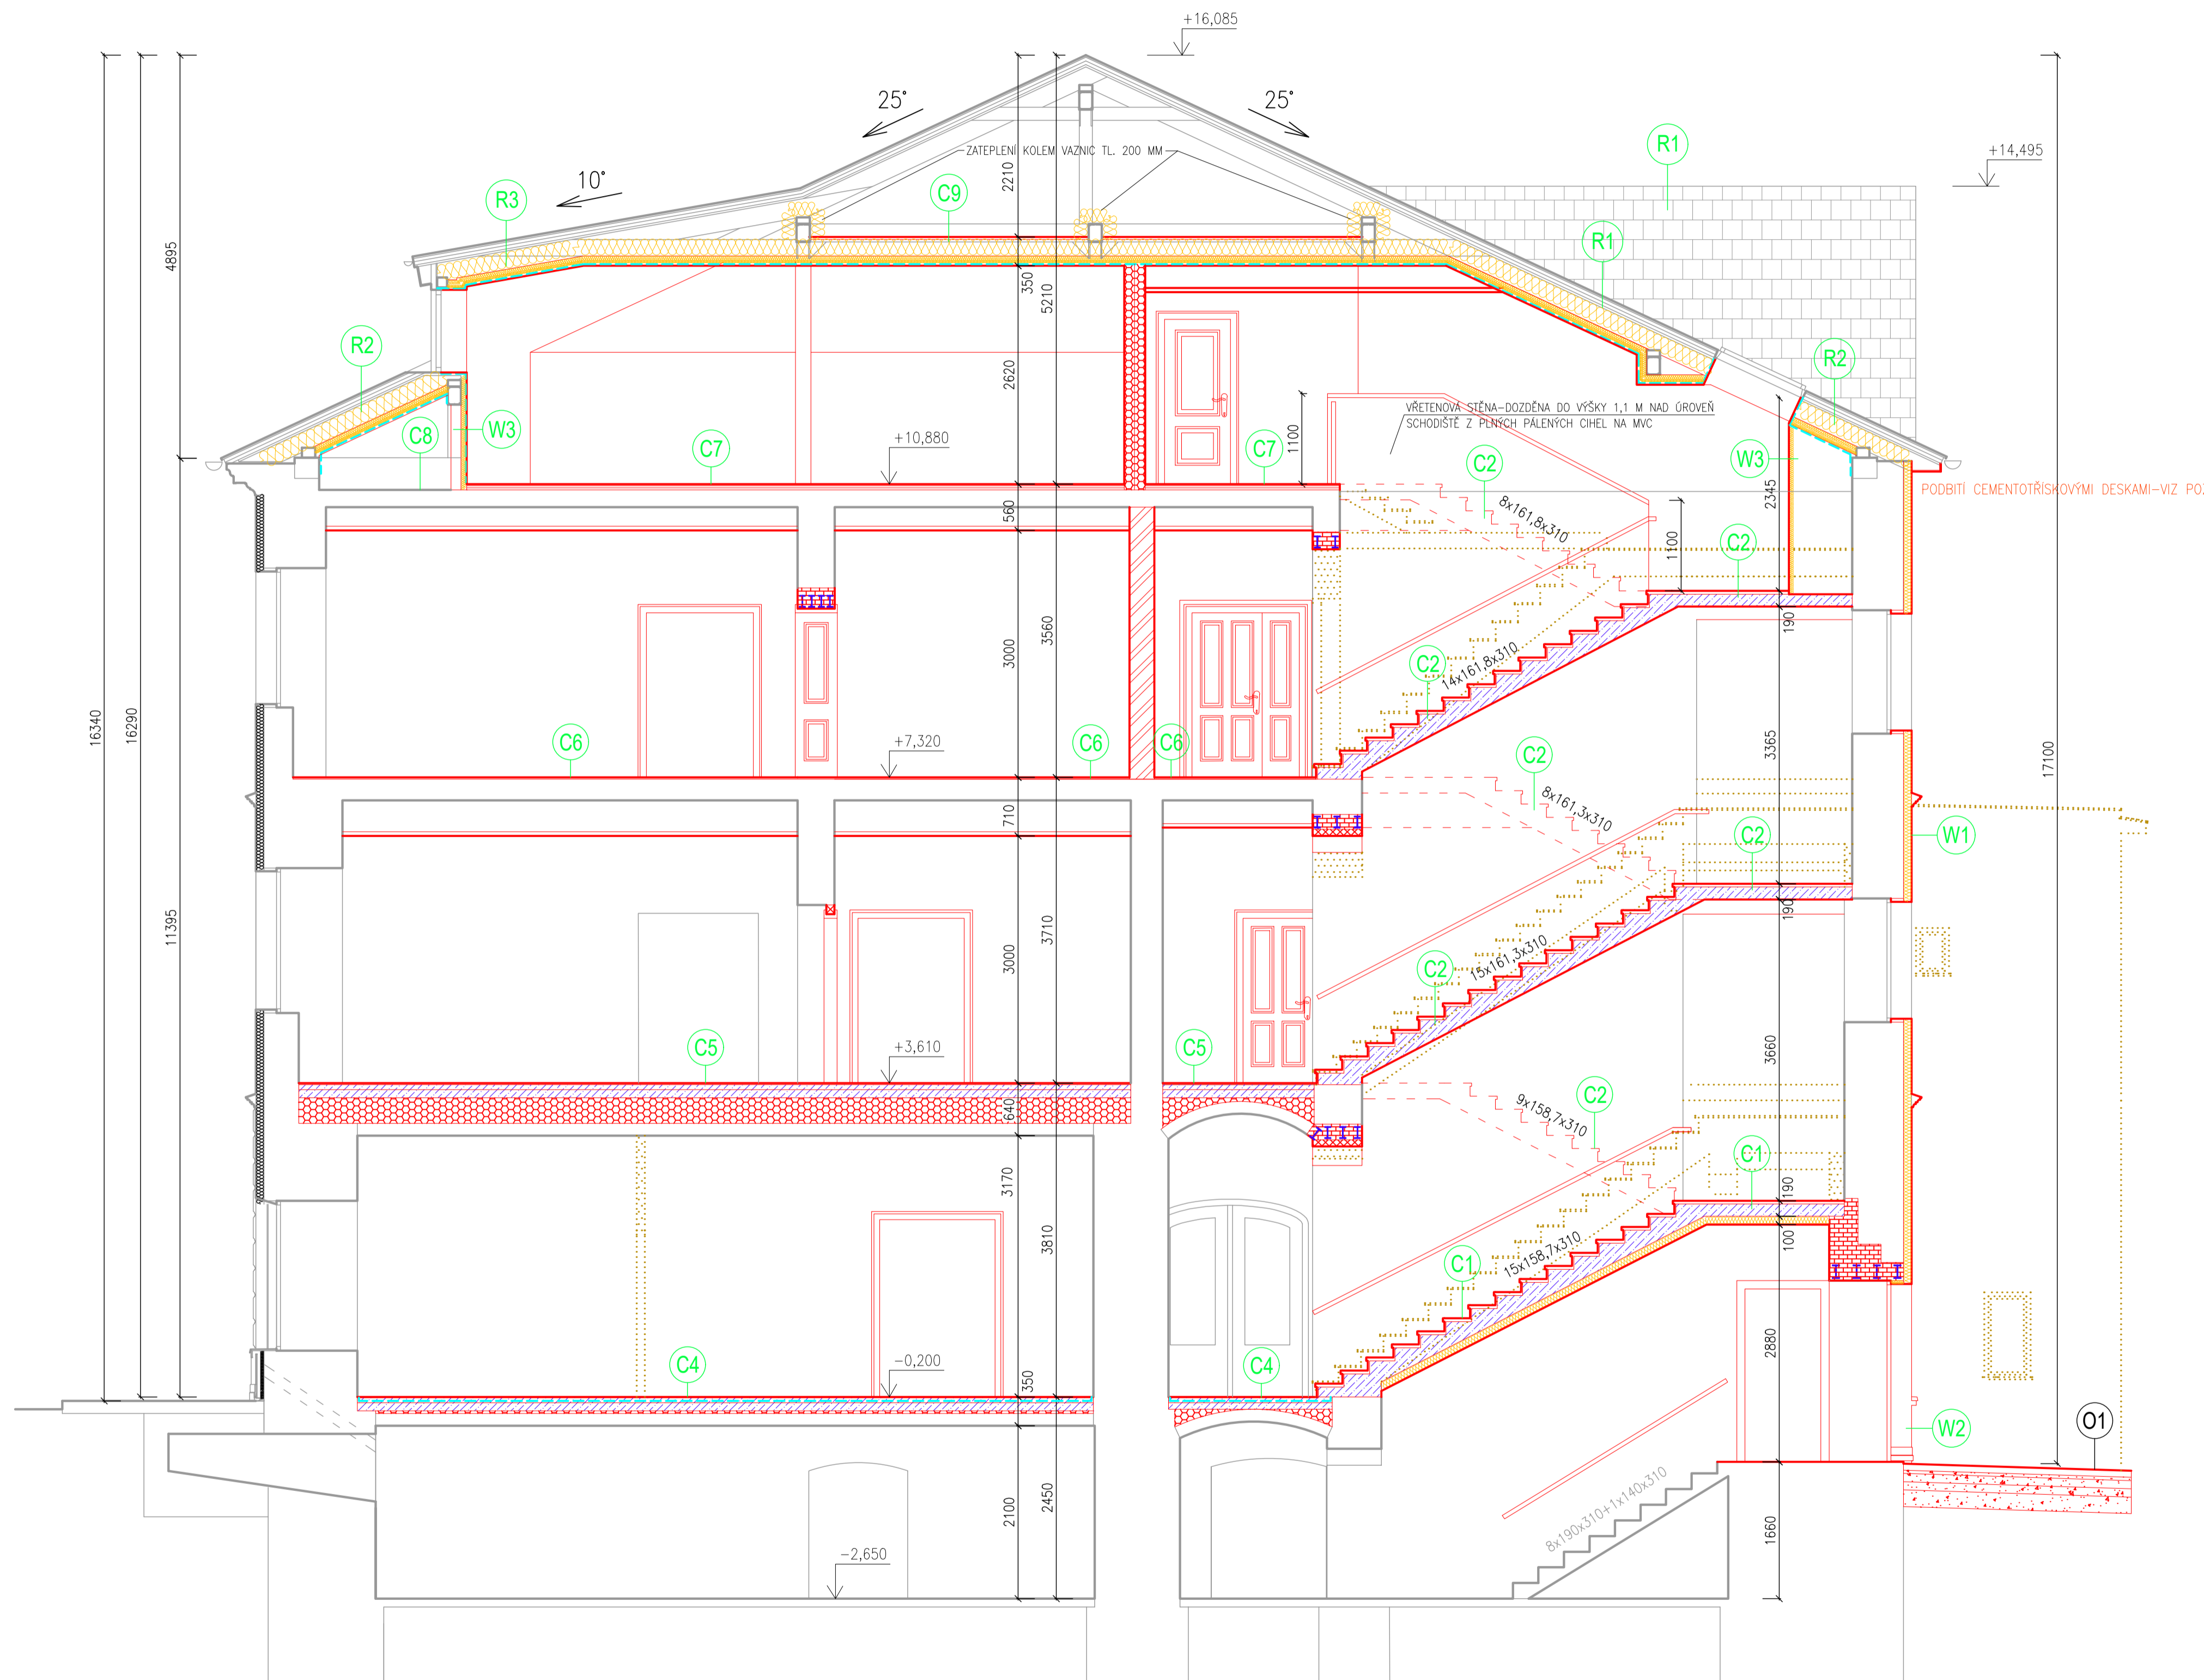 +16,085
25°
25°
R1
+14,495
ZATEPLENÍ KOLEM VAZNIC TL. 200 MM
2210
10°
R3
C9
R1
4895
350
5210
R2
R2
2620
VŘETENOVÁ STĚNA-DOZDĚNA DO VÝŠKY 1,1 M NAD ÚROVEŇ
SCHODIŠTĚ Z PLNÝCH PÁLENÝCH CIHEL NA MVC
C8
W3
+10,880
1100
C7
C7
C2
W3
2345
PODBITÍ CEMENTOTŘÍSKOVÝMI DESKAMI-VIZ POZ
560
8x161,8x310
1100
C2
190
3000
3560
14x161,8x310
C2
16340
16290
C6
+7,320
C6
C6
C2
3365
17100
8x161,3x310
710
C2
W1
190
11395
3000
3710
15x161,3x310
C2
C5
+3,610
C5
3660
640
9x158,7x310
C2
C1
3170
190
3810
15x158,7x310
100
C1
C4
-0,200
350
C4
2880
O1
W2
2100
2450
8x190x310+1x140x310
1660
-2,650